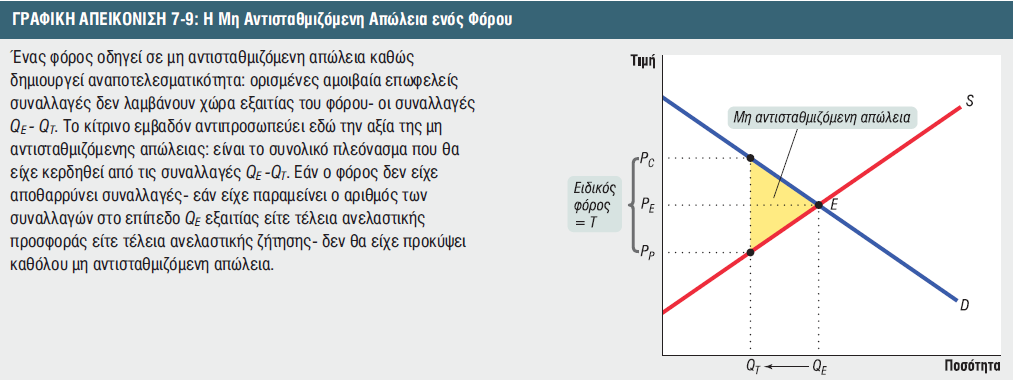 ΓΡΑΦΙΚΗ ΑΠΕΙΚΟΝΙΣΗ 7-9: Η Μη Αντισταθμιζόμενη Απώλεια ενός Φόρου
Ένας φόρος οδηγεί σε μη αντισταθμιζόμενη απώλεια καθώς
δημιουργεί αναποτελεσματικότητα: ορισμένες αμοιβαία επωφελείς
συναλλαγές δεν λαμβάνουν χώρα εξαιτίας του φόρου- οι συναλλαγές
QE - QT. Το κίτρινο εμβαδόν αντιπροσωπεύει εδώ την αξία της μη
αντισταθμιζόμενης απώλειας: είναι το συνολικό πλεόνασμα που θα
είχε κερδηθεί από τις συναλλαγές QE -QT. Εάν ο φόρος δεν είχε
αποθαρρύνει συναλλαγές- εάν είχε παραμείνει ο αριθμός των
συναλλαγών στο επίπεδο QE εξαιτίας είτε τέλεια ανελαστικής
προσφοράς είτε τέλεια ανελαστικής ζήτησης- δεν θα είχε προκύψει
καθόλου μη αντισταθμιζόμενη απώλεια.
Τιμή
S
Μη αντισταθμιζόμενη απώλεια
PC
Ειδικός
φόρος
= T
PE
E
PP
D
QT
QE
Ποσότητα